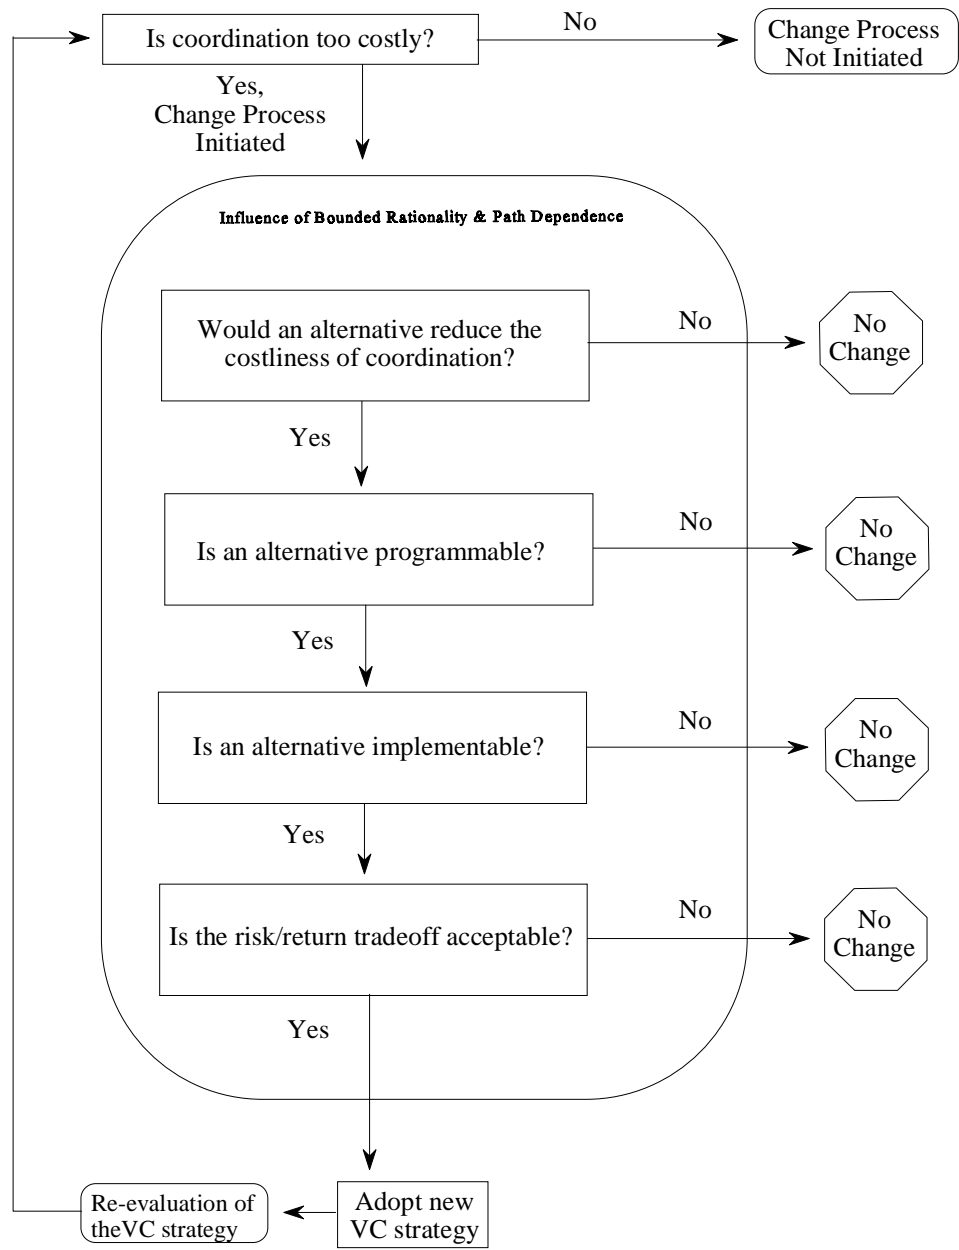 Is coordination too costly?
No
Change Process
Not Initiated
Yes,
Change Process
Initiated
Influence of Bounded Rationality & Path Dependence
Would an alternative reduce the
costliness of coordination?
No
No
Change
Yes
Is an alternative programmable?
No
No
Change
Yes
Is an alternative implementable?
No
No
Change
Yes
Is the risk/return tradeoff acceptable?
No
No
Change
Yes
Re-evaluation of
theVC strategy
Adopt new
VC strategy